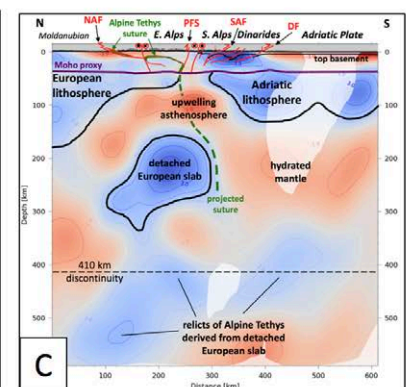 N
S
NAF
Alpine Tethys
suture
PFS
SAF
DF
Moldanubian
E. Alps
S. Alps
Dinarides
Adriatic Plate
top basement
Moho proxy
European
lithosphere
Adriatic
lithosphere
upwelling
asthenosphere
detached
European slab
hydrated
mantle
projected
suture
410 km
discontinuity
relicts of Alpine Tethys
derived from detached
European slab
C
Depth [km]
0
100
200
300
400
500
0
100
200
300
400
500
600
Distance [km]